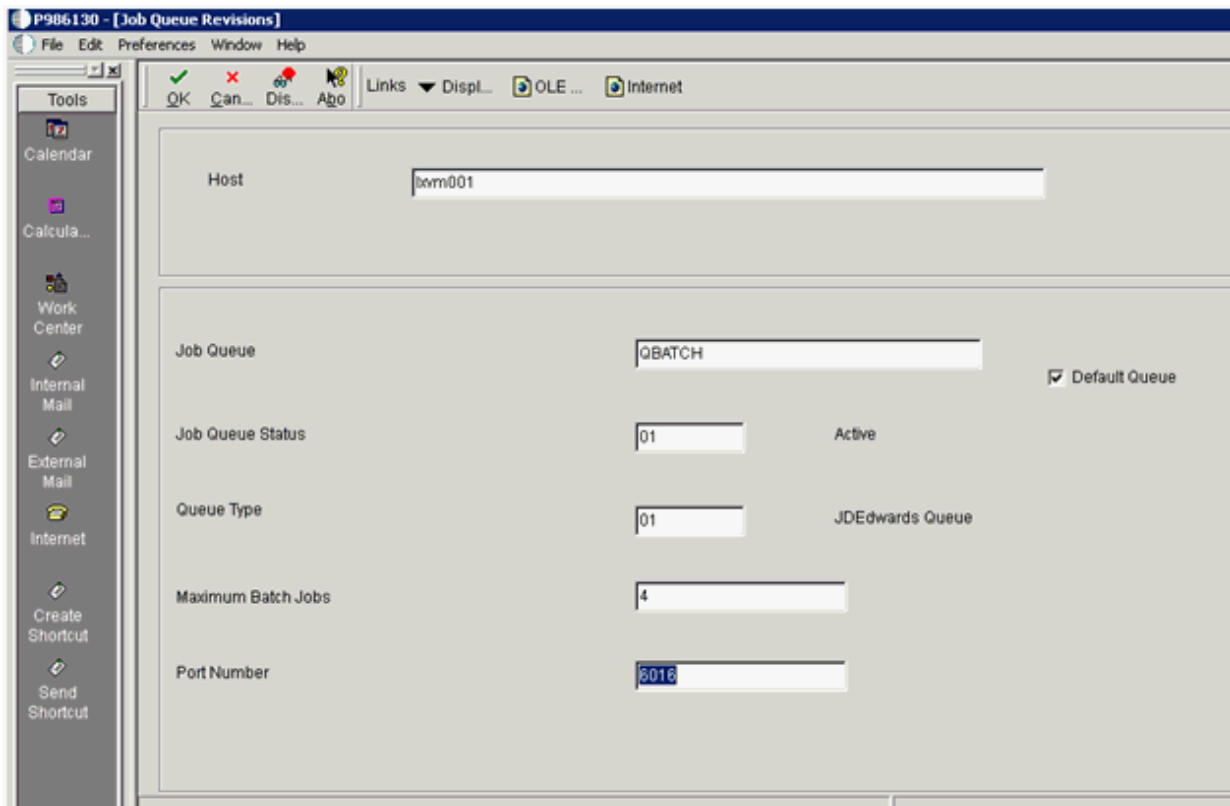 P986130 - [Job Queue Revisions]
File Edit Preferences Window Help
Tools
OK Can... Dis... Abo Links Displ... OLE ... Internet
Calendar
Calcula...
Work
Center
Internal
Mail
External
Mail
Internet
Create
Shortcut
Send
Shortcut
Host lxvm001
Job Queue QBATCH
Default Queue
Job Queue Status 01 Active
Queue Type 01 JDEdwards Queue
Maximum Batch Jobs 4
Port Number 6016